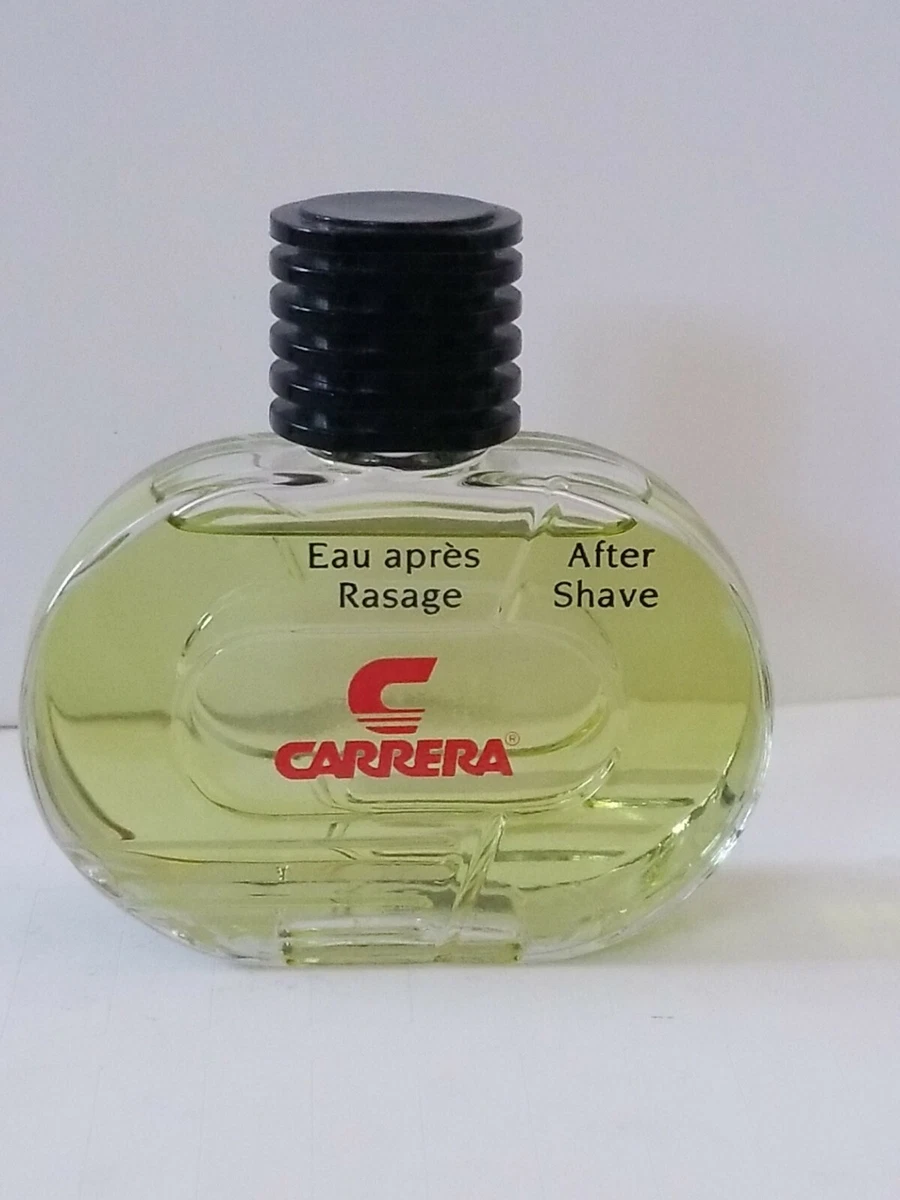 Eau après
Rasage
After
Shave
C
CARRERA®